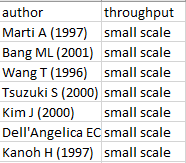 author throughput
Marti A (1997) small scale
Bang ML (2001) small scale
Wang T (1996) small scale
Tsuzuki S (2000) small scale
Kim J (2000) small scale
Dell'Angelica EC small scale
Kanoh H (1997) small scale